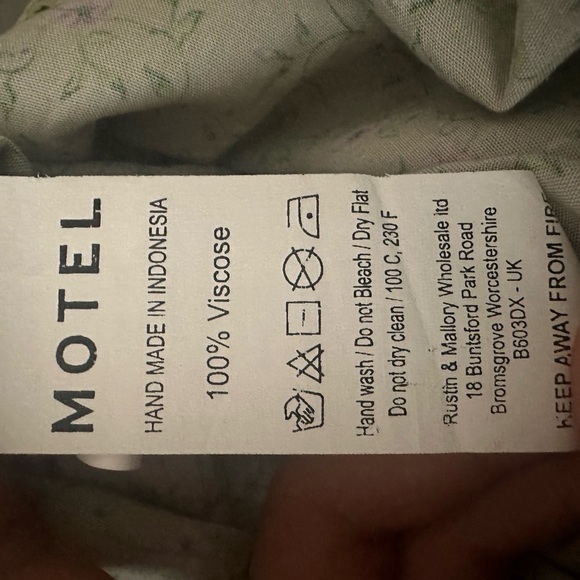 MOTEL
HAND MADE IN INDONESIA
100% Viscose
Hand wash / Do not Bleach / Dry Flat
Do not dry clean / 100 C, 230 F
Rustin & Mallory Wholesale ltd
18 Buntsford Park Road
Bromsgrove Worcestershire
B603DX - UK
KEEP AWAY FROM FIRE